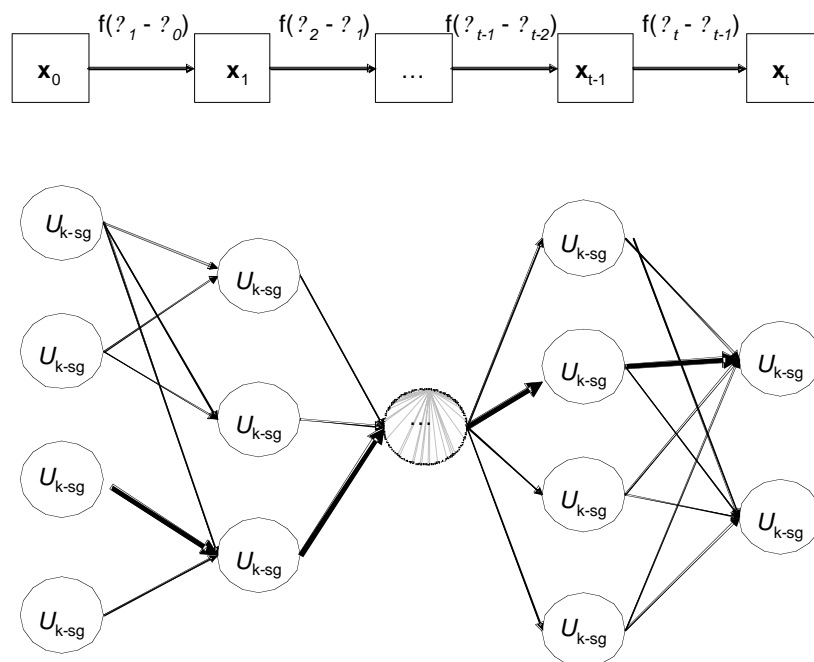 f(?1 - ?0) f(?2 - ?1) f(?t-1 - ?t-2) f(?t - ?t-1)
x0 x1 ... xt-1 xt
Uk-sg
Uk-sg
Uk-sg
Uk-sg
Uk-sg
Uk-sg
Uk-sg
...
Uk-sg
Uk-sg
Uk-sg
Uk-sg
Uk-sg
Uk-sg